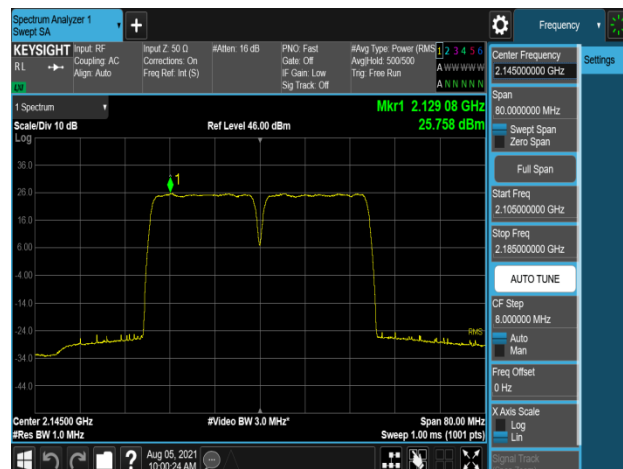 Spectrum Analyzer 1
Swept SA
+
Frequency
KEYSIGHT
RL
LXI
Input: RF
Coupling: AC
Align: Auto
Input Z: 50 Ω
Corrections: On
Freq Ref: Int (S)
#Atten: 16 dB
PNO: Fast
Gate: Off
IF Gain: Low
Sig Track: Off
#Avg Type: Power (RMS
Avg|Hold: 500/500
Trig: Free Run
1 2 3 4 5 6
A W W W W W
A N N N N N
1 Spectrum
Scale/Div 10 dB
Log
Ref Level 46.00 dBm
Mkr1 2.129 08 GHz
25.758 dBm
36.0
26.0
16.0
6.00
-4.00
-14.0
-24.0
-34.0
-44.0
1
RMS
Center 2.14500 GHz
#Res BW 1.0 MHz
#Video BW 3.0 MHz*
Span 80.00 MHz
Sweep 1.00 ms (1001 pts)
Aug 05, 2021
10:00:24 AM
?
Settings
Center Frequency
2.145000000 GHz
Span
80.0000000 MHz
Swept Span
Zero Span
Full Span
Start Freq
2.105000000 GHz
Stop Freq
2.185000000 GHz
AUTO TUNE
CF Step
8.000000 MHz
Auto
Man
Freq Offset
0 Hz
X Axis Scale
Log
Lin
Signal Track